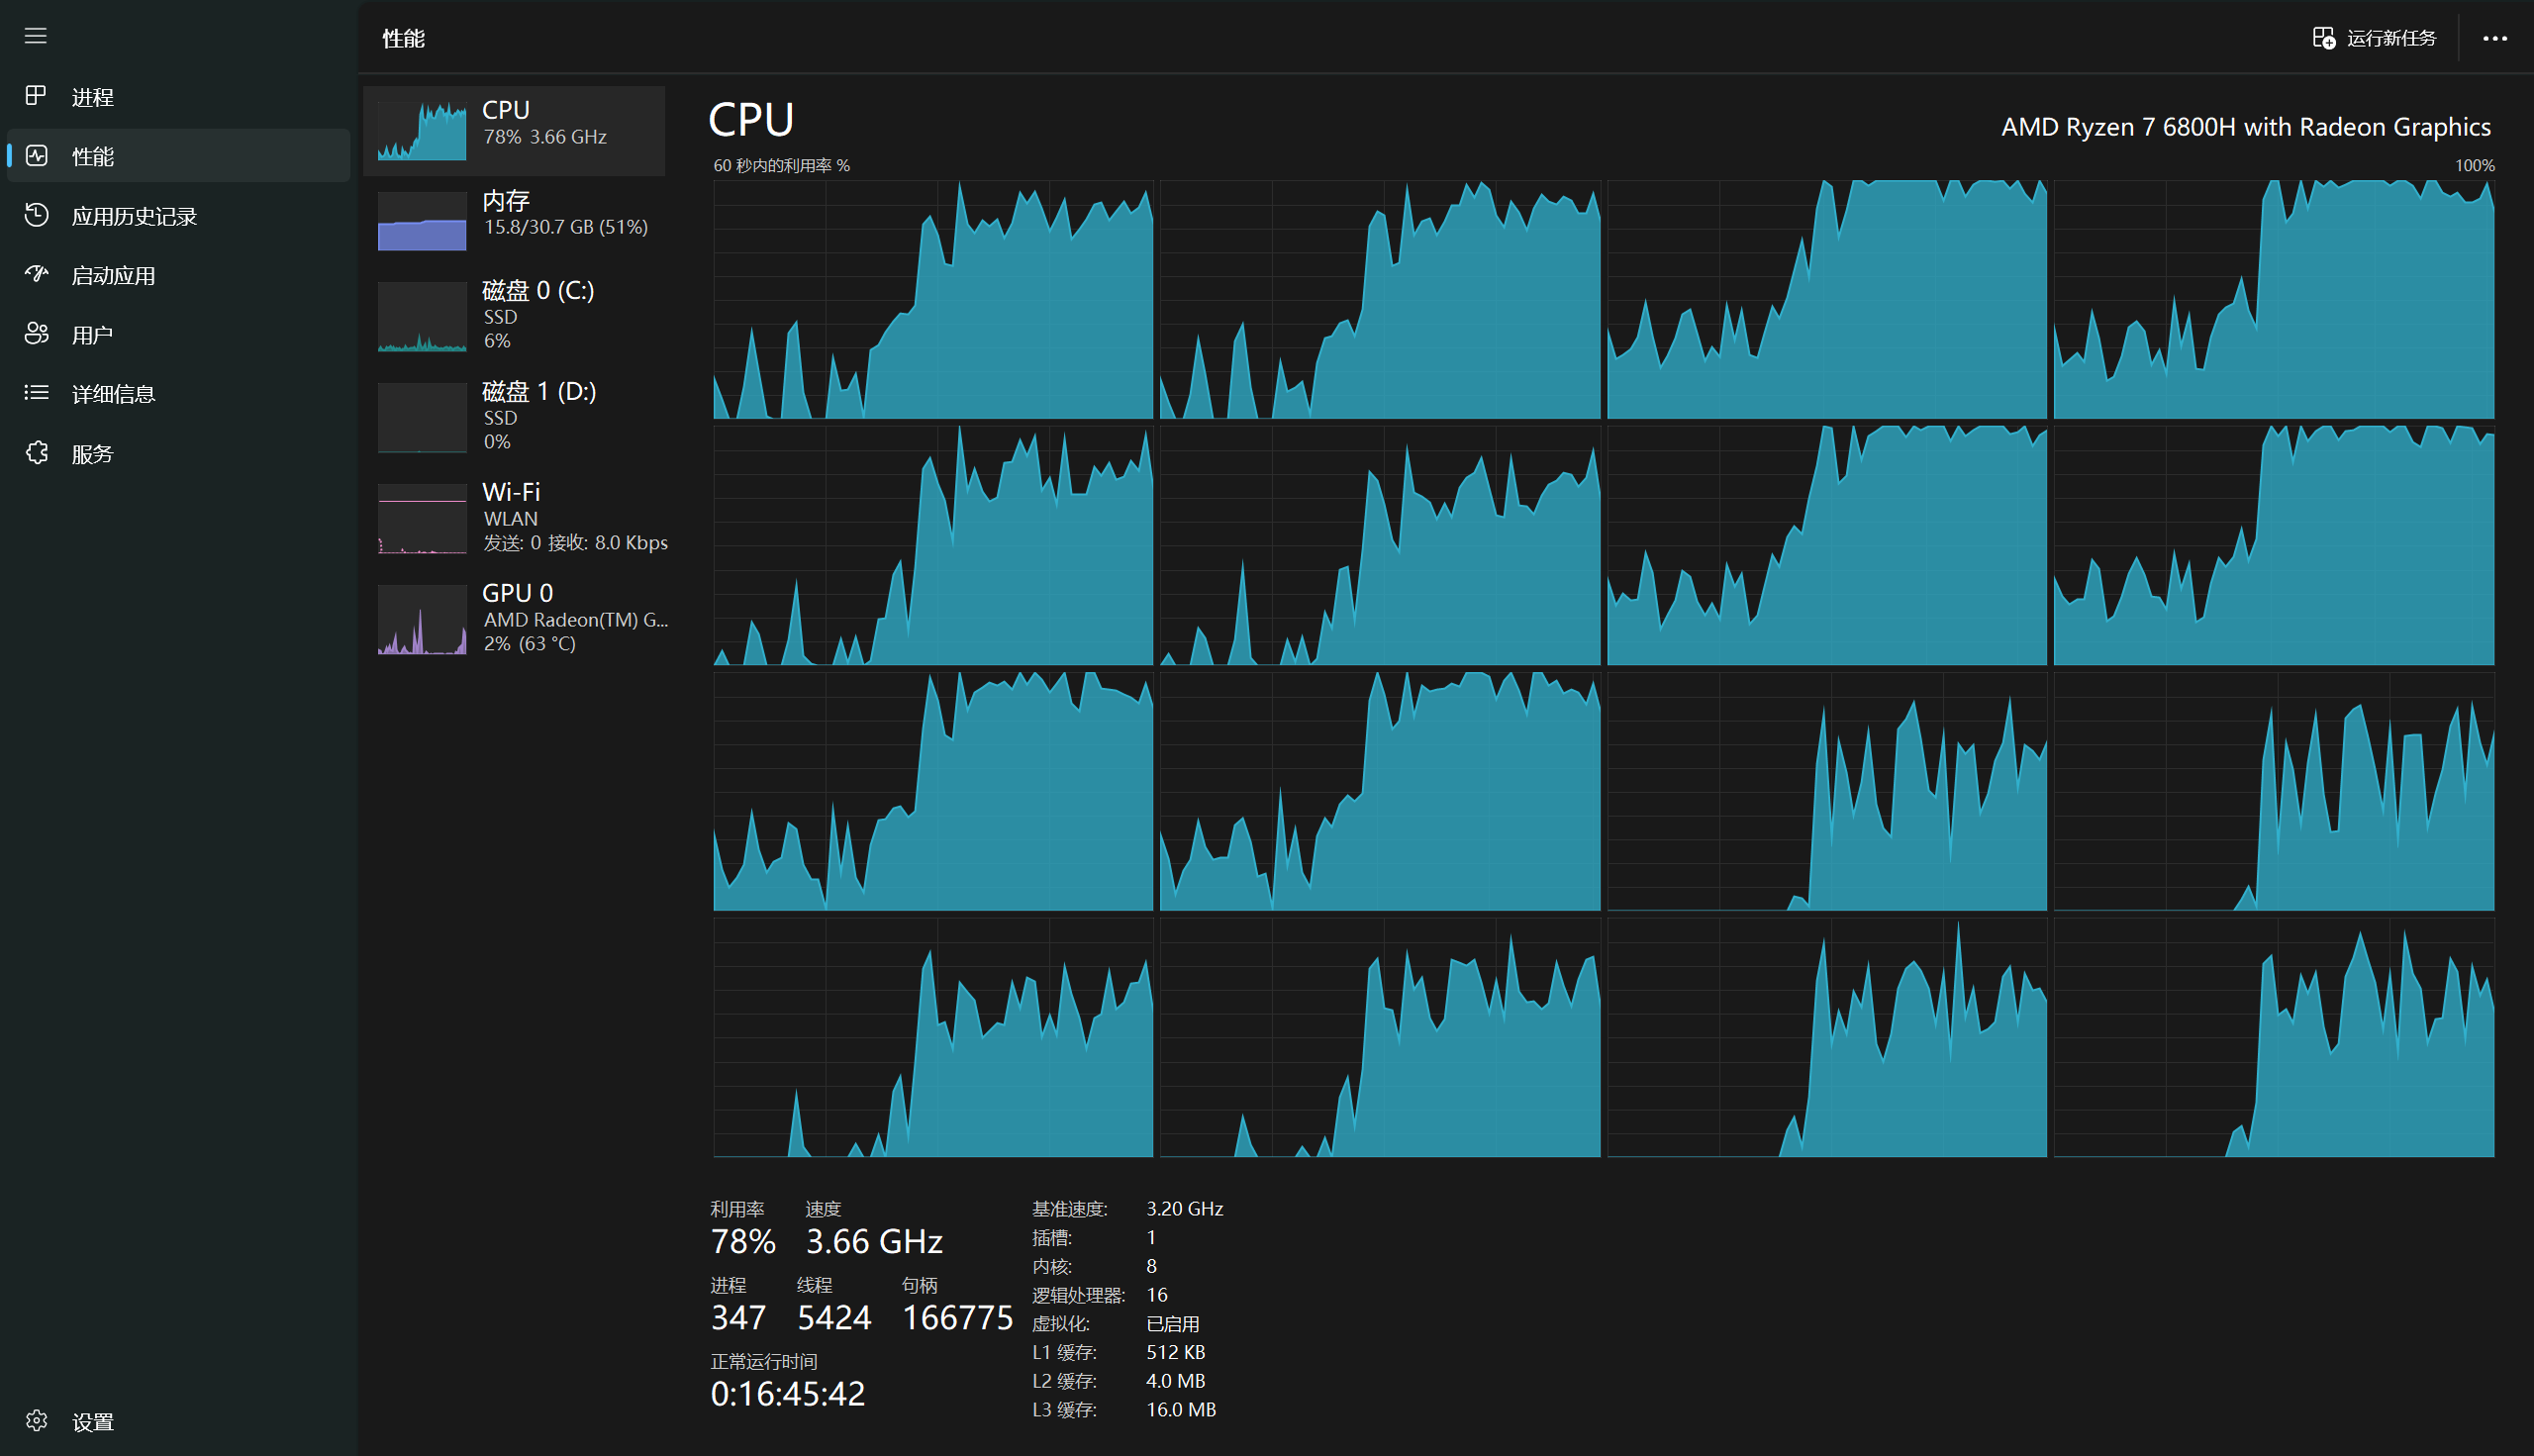 性能
运行新任务
进程
性能
应用历史记录
启动应用
用户
详细信息
服务
设置
CPU
78% 3.66 GHz
内存
15.8/30.7 GB (51%)
磁盘 0 (C:)
SSD
6%
磁盘 1 (D:)
SSD
0%
Wi-Fi
WLAN
发送: 0 接收: 8.0 Kbps
GPU 0
AMD Radeon(TM) G...
2% (63 °C)
CPU
AMD Ryzen 7 6800H with Radeon Graphics
60 秒内的利用率 %
100%
利用率 速度
78% 3.66 GHz
进程 线程 句柄
347 5424 166775
正常运行时间
0:16:45:42
基准速度: 3.20 GHz
插槽: 1
内核: 8
逻辑处理器: 16
虚拟化: 已启用
L1 缓存: 512 KB
L2 缓存: 4.0 MB
L3 缓存: 16.0 MB